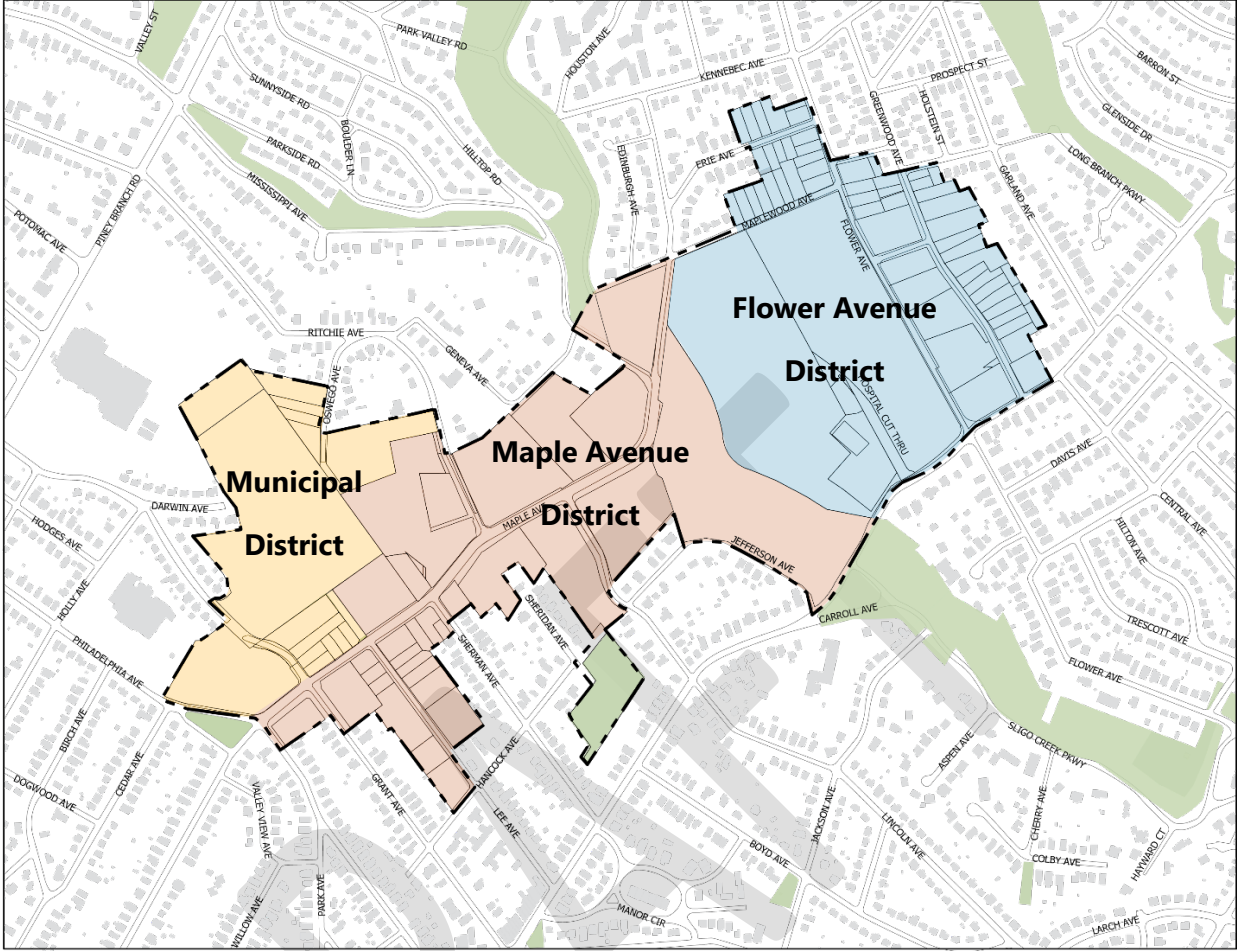 VALLEY ST
PARK VALLEY RD
HOUSTON AVE
KENNEBEC AVE
PROSPECT ST
BARRON ST
SUNNYSIDE RD
BOULDER LN
GREENWOOD AVE
HOLSTEIN ST
GLENSIDE DR
PARKSIDE RD
HILLTOP RD
EDINBURGH AVE
ERIE AVE
LONG BRANCH PKWY
MISSISSIPPI AVE
GARLAND AVE
PINEY BRANCH RD
POTOMAC AVE
MAPLEWOOD AVE
FLOWER AVE
Flower Avenue
District
RITCHIE AVE
GENEVA AVE
OSWEGO AVE
HOSPITAL CUT THRU
Maple Avenue
District
DAVIS AVE
Municipal
District
DARWIN AVE
MAPLE AV
CENTRAL AVE
HODGES AVE
HILTON AVE
JEFFERSON AVE
HOLLY AVE
SHERIDAN AVE
CARROLL AVE
TRESCOTT AVE
PHILADELPHIA AVE
SHERMAN AVE
FLOWER AVE
BIRCH AVE
CEDAR AVE
HANCOCK AVE
ASPEN AVE
SLIGO CREEK PKWY
DOGWOOD AVE
VALLEY VIEW AVE
GRANT AVE
LEE AVE
JACKSON AVE
LINCOLN AVE
CHERRY AVE
BOYD AVE
COLBY AVE
HAYWARD CT
WILLOW AVE
PARK AVE
MANOR CIR
LARCH AVE